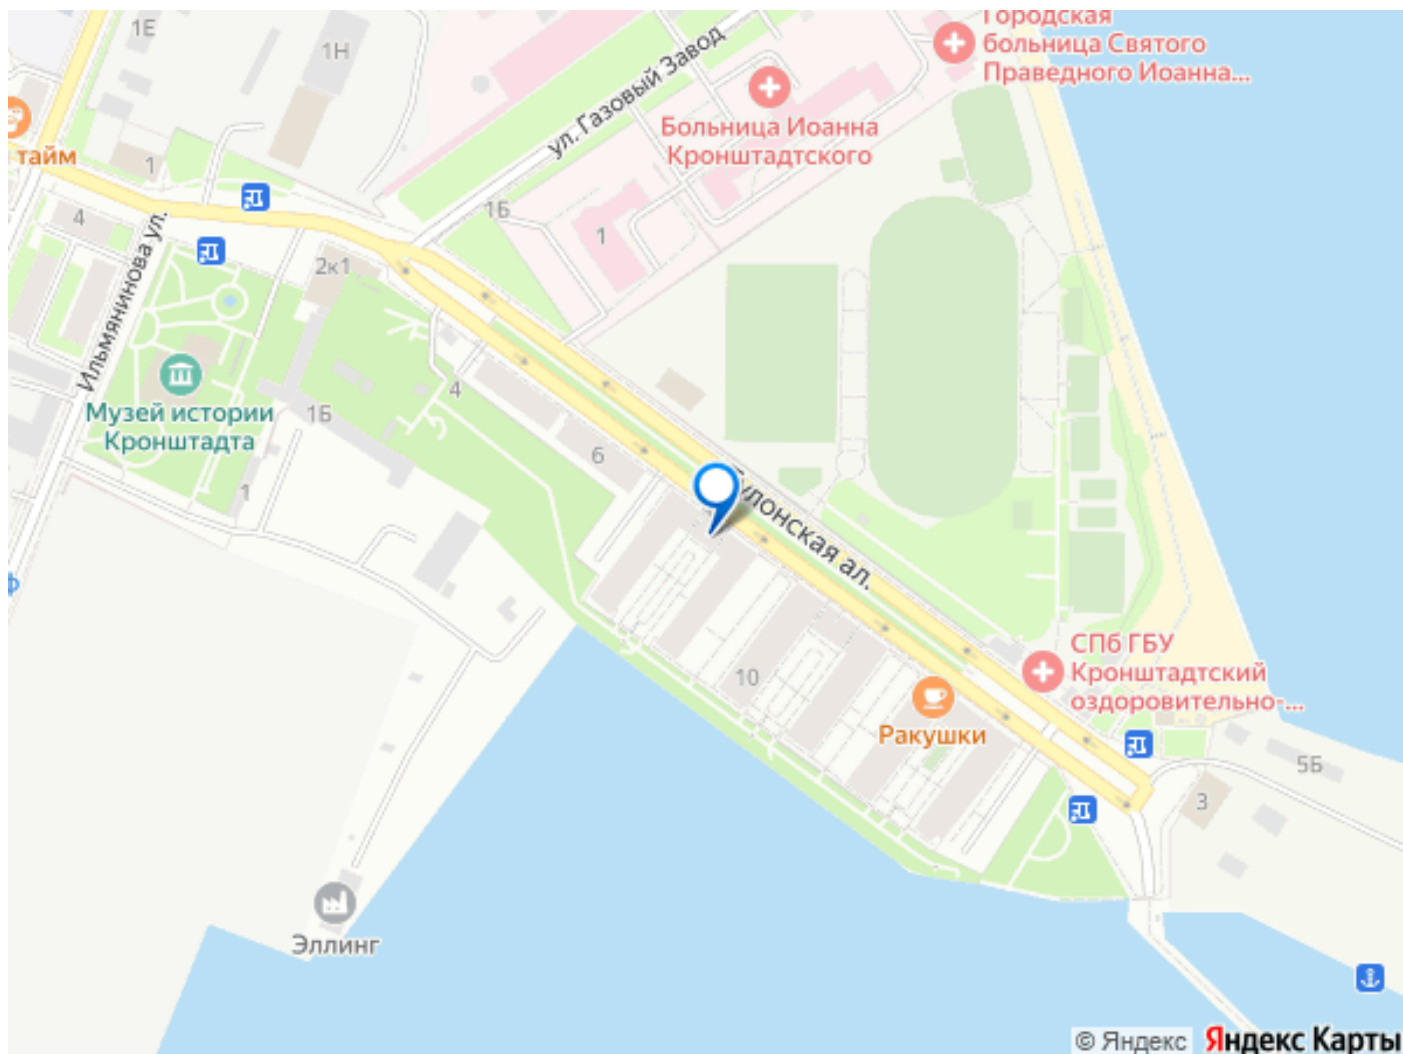 1Е
1Н
ул. Газовый Завод
Городская
больница Святого
Праведного Иоанна...
Больница Иоанна
Кронштадтского
тайм
1
4
Ильмянинова ул.
1Б
1
2к1
Музей истории
Кронштадта
1Б
4
6
1
Тулонская ал.
10
Ракушки
СПб ГБУ
Кронштадтский
оздоровительно-...
5Б
3
Эллинг
© Яндекс
Яндекс Карты